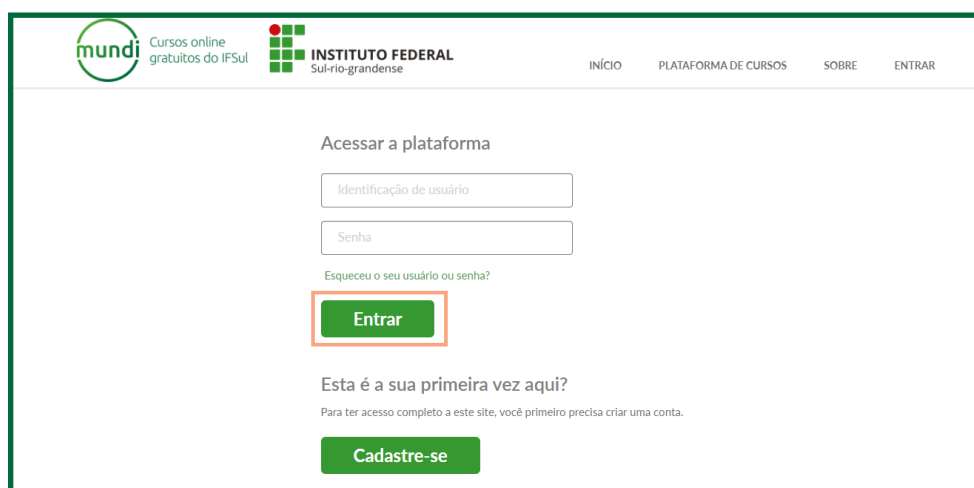 mundi
Cursos online
gratuitos do IFSul
INSTITUTO FEDERAL
Sul-rio-grandense
INÍCIO PLATAFORMA DE CURSOS SOBRE ENTRAR
Acessar a plataforma
Identificação de usuário
Senha
Esqueceu o seu usuário ou senha?
Entrar
Esta é a sua primeira vez aqui?
Para ter acesso completo a este site, você primeiro precisa criar uma conta.
Cadastre-se